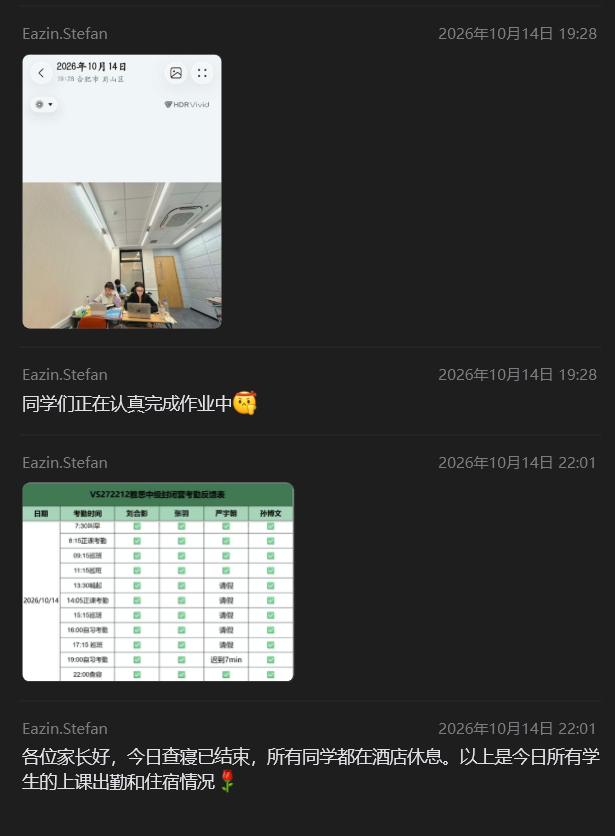 Eazin.Stefan 2026年10月14日 19:28
2026年10月14日
19:28 合肥市 蜀山区
HDR Vivid
Eazin.Stefan 2026年10月14日 19:28
同学们正在认真完成作业中
Eazin.Stefan 2026年10月14日 22:01
VS272212雅思中级封闭营考勤反馈表
日期 考勤时间 刘合影 张羽 严宇朝 孙博文
7:30叫早 ✅ ✅ ✅ ✅
8:15正课考勤 ✅ ✅ ✅ ✅
09:15巡班 ✅ ✅ ✅ ✅
11:15巡班 ✅ ✅ ✅ ✅
13:30喊起 ✅ ✅ 请假 ✅
2026/10/14 14:05正课考勤 ✅ ✅ 请假 ✅
15:15巡班 ✅ ✅ 请假 ✅
16:00自习考勤 ✅ ✅ 请假 ✅
17:15 巡班 ✅ ✅ 请假 ✅
19:00自习考勤 ✅ ✅ 迟到7min ✅
22:00查寝 ✅ ✅ ✅ ✅
Eazin.Stefan 2026年10月14日 22:01
各位家长好，今日查寝已结束，所有同学都在酒店休息。以上是今日所有学
生的上课出勤和住宿情况🌹